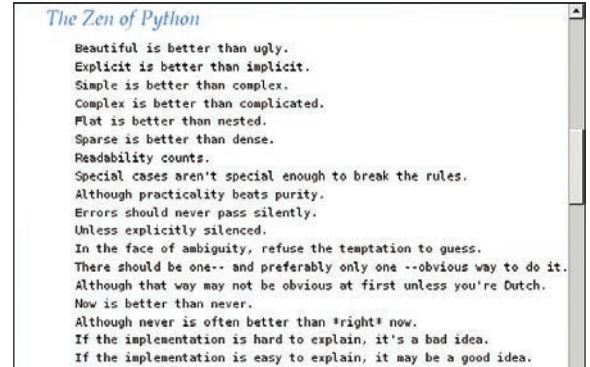 The Zen of Python
Beautiful is better than ugly.
Explicit is better than implicit.
Simple is better than complex.
Complex is better than complicated.
Flat is better than nested.
Sparse is better than dense.
Readability counts.
Special cases aren't special enough to break the rules.
Although practicality beats purity.
Errors should never pass silently.
Unless explicitly silenced.
In the face of ambiguity, refuse the temptation to guess.
There should be one-- and preferably only one --obvious way to do it.
Although that way may not be obvious at first unless you're Dutch.
Now is better than never.
Although never is often better than *right* now.
If the implementation is hard to explain, it's a bad idea.
If the implementation is easy to explain, it may be a good idea.